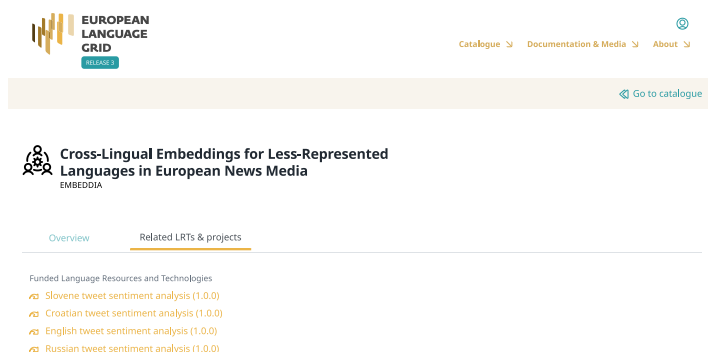 EUROPEAN
LANGUAGE
GRID
RELEASE 3
Catalogue Documentation & Media About
Go to catalogue
Cross-Lingual Embeddings for Less-Represented
Languages in European News Media
EMBEDDIA
Overview Related LRTs & projects
Funded Language Resources and Technologies
Slovene tweet sentiment analysis (1.0.0)
Croatian tweet sentiment analysis (1.0.0)
English tweet sentiment analysis (1.0.0)
Russian tweet sentiment analysis (1.0.0)